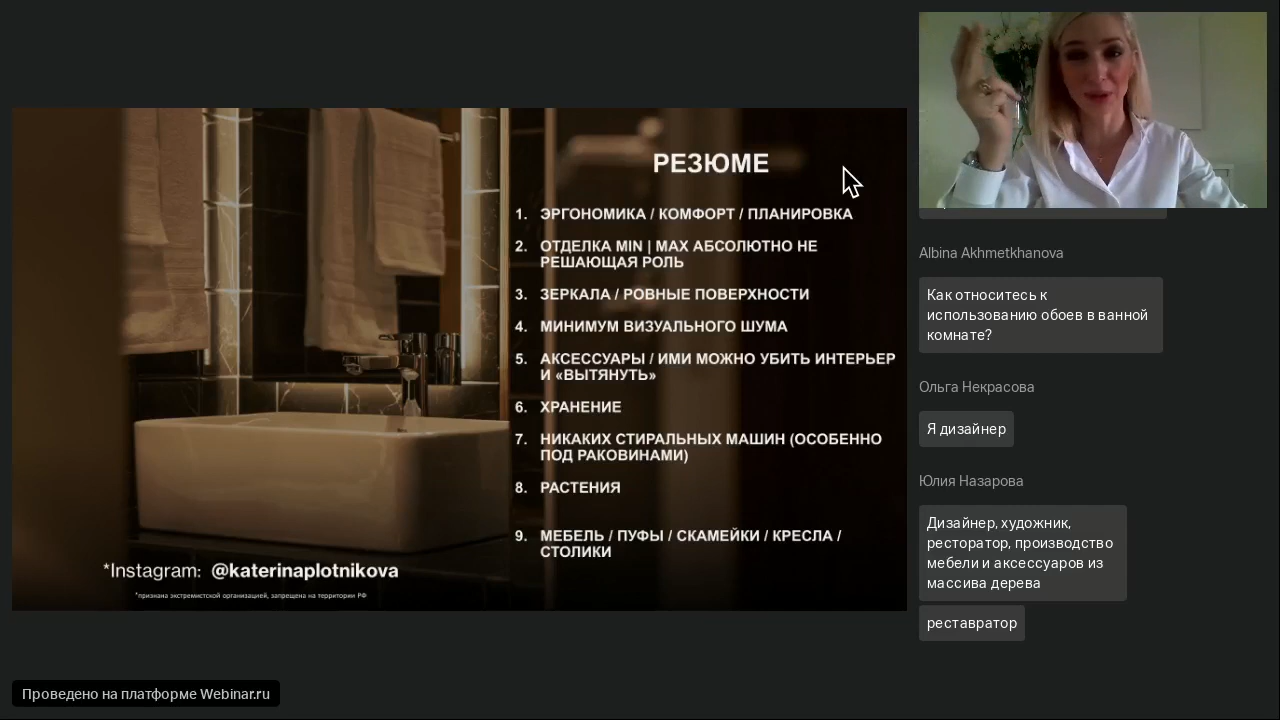 РЕЗЮМЕ
1. ЭРГОНОМИКА / КОМФОРТ / ПЛАНИРОВКА
2. ОТДЕЛКА MIN | MAX АБСОЛЮТНО НЕ
РЕШАЮЩАЯ РОЛЬ
3. ЗЕРКАЛА / РОВНЫЕ ПОВЕРХНОСТИ
4. МИНИМУМ ВИЗУАЛЬНОГО ШУМА
5. АКСЕССУАРЫ / ИМИ МОЖНО УБИТЬ ИНТЕРЬЕР
И «ВЫТЯНУТЬ»
6. ХРАНЕНИЕ
7. НИКАКИХ СТИРАЛЬНЫХ МАШИН (ОСОБЕННО
ПОД РАКОВИНАМИ)
8. РАСТЕНИЯ
9. МЕБЕЛЬ / ПУФЫ / СКАМЕЙКИ / КРЕСЛА /
СТОЛИКИ
*Instagram: @katerinaplotnikova
*признана экстремистской организацией, запрещена на территории РФ
Albina Akhmetkhanova
Как относитесь к
использованию обоев в ванной
комнате?
Ольга Некрасова
Я дизайнер
Юлия Назарова
Дизайнер, художник,
ресторатор, производство
мебели и аксессуаров из
массива дерева
реставратор
Проведено на платформе Webinar.ru